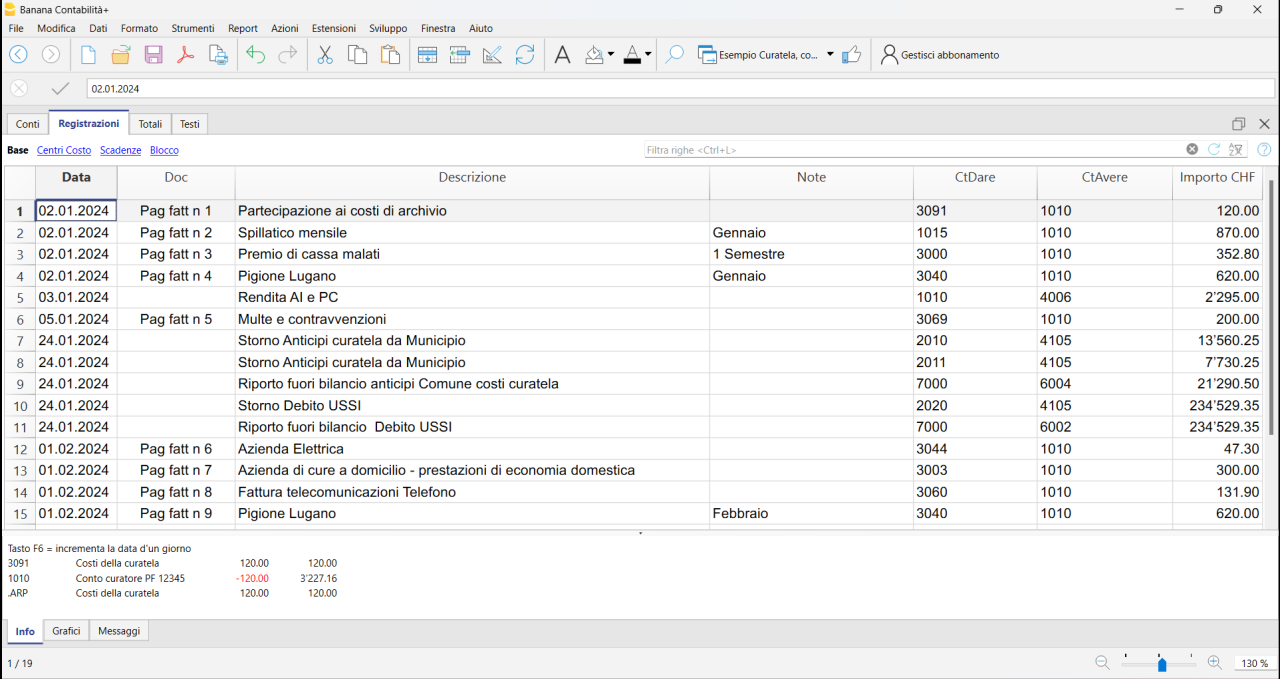 Banana Contabilità+
File Modifica Dati Formato Strumenti Report Azioni Estensioni Sviluppo Finestra Aiuto
Esempio Curatela, co... Gestisci abbonamento
02.01.2024
Conti Registrazioni Totali Testi
Base Centri Costo Scadenze Blocco Filtra righe <Ctrl+L>
Data Doc Descrizione Note CtDare CtAvere Importo CHF
1 02.01.2024 Pag fatt n 1 Partecipazione ai costi di archivio 3091 1010 120.00
2 02.01.2024 Pag fatt n 2 Spillatico mensile Gennaio 1015 1010 870.00
3 02.01.2024 Pag fatt n 3 Premio di cassa malati 1 Semestre 3000 1010 352.80
4 02.01.2024 Pag fatt n 4 Pigione Lugano Gennaio 3040 1010 620.00
5 03.01.2024 Rendita AI e PC 1010 4006 2'295.00
6 05.01.2024 Pag fatt n 5 Multe e contravvenzioni 3069 1010 200.00
7 24.01.2024 Storno Anticipi curatela da Municipio 2010 4105 13'560.25
8 24.01.2024 Storno Anticipi curatela da Municipio 2011 4105 7'730.25
9 24.01.2024 Riporto fuori bilancio anticipi Comune costi curatela 7000 6004 21'290.50
10 24.01.2024 Storno Debito USSI 2020 4105 234'529.35
11 24.01.2024 Riporto fuori bilancio Debito USSI 7000 6002 234'529.35
12 01.02.2024 Pag fatt n 6 Azienda Elettrica 3044 1010 47.30
13 01.02.2024 Pag fatt n 7 Azienda di cure a domicilio - prestazioni di economia domestica 3003 1010 300.00
14 01.02.2024 Pag fatt n 8 Fattura telecomunicazioni Telefono 3060 1010 131.90
15 01.02.2024 Pag fatt n 9 Pigione Lugano Febbraio 3040 1010 620.00
Tasto F6 = incrementa la data d'un giorno
3091 Costi della curatela 120.00 120.00
1010 Conto curatore PF 12345 -120.00 3'227.16
.ARP Costi della curatela 120.00 120.00
Info Grafici Messaggi
1 / 19 130 %